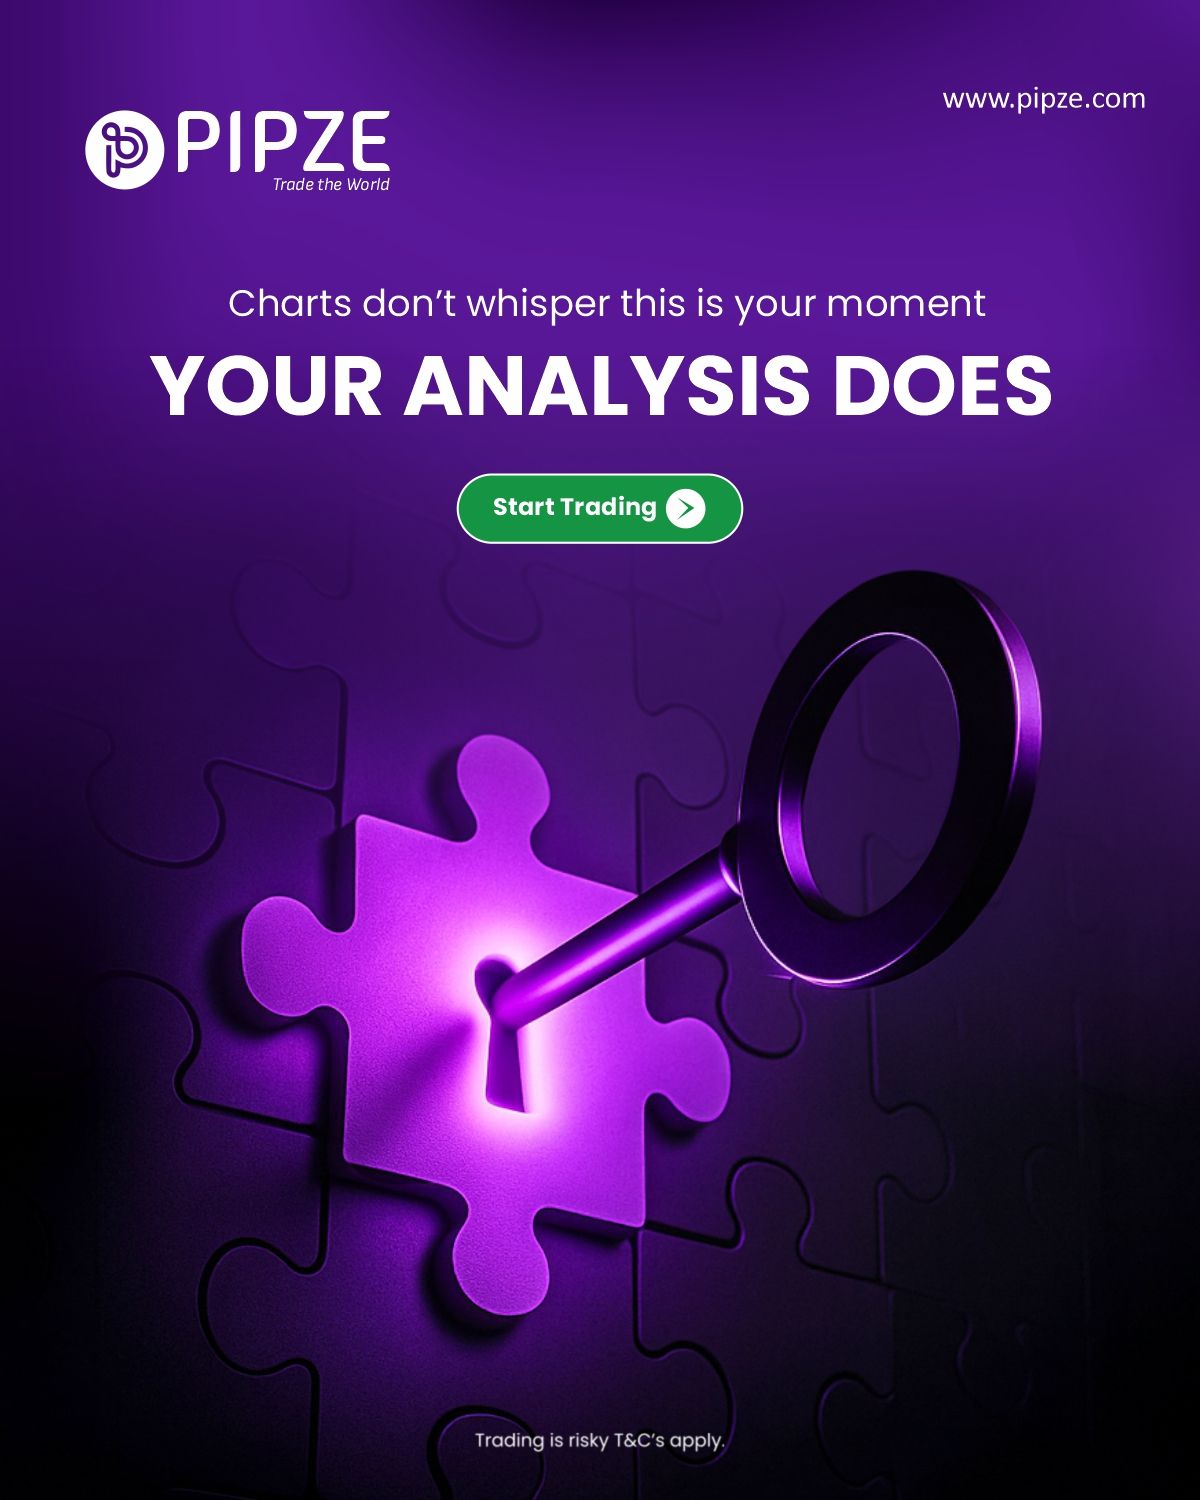 www.pipze.com
PIPZE
Trade the World
Charts don’t whisper this is your moment
YOUR ANALYSIS DOES
Start Trading
Trading is risky T&C’s apply.